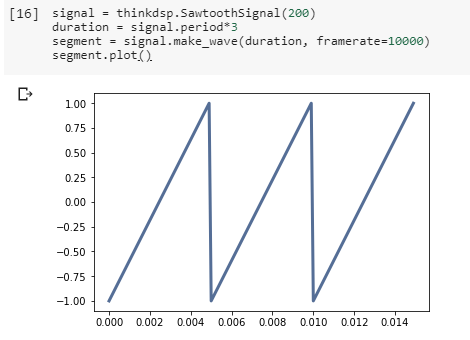 [16] signal = thinkdsp.SawtoothSignal(200)
duration = signal.period*3
segment = signal.make_wave(duration, framerate=10000)
segment.plot()
1.00
0.75
0.50
0.25
0.00
−0.25
−0.50
−0.75
−1.00
0.000 0.002 0.004 0.006 0.008 0.010 0.012 0.014